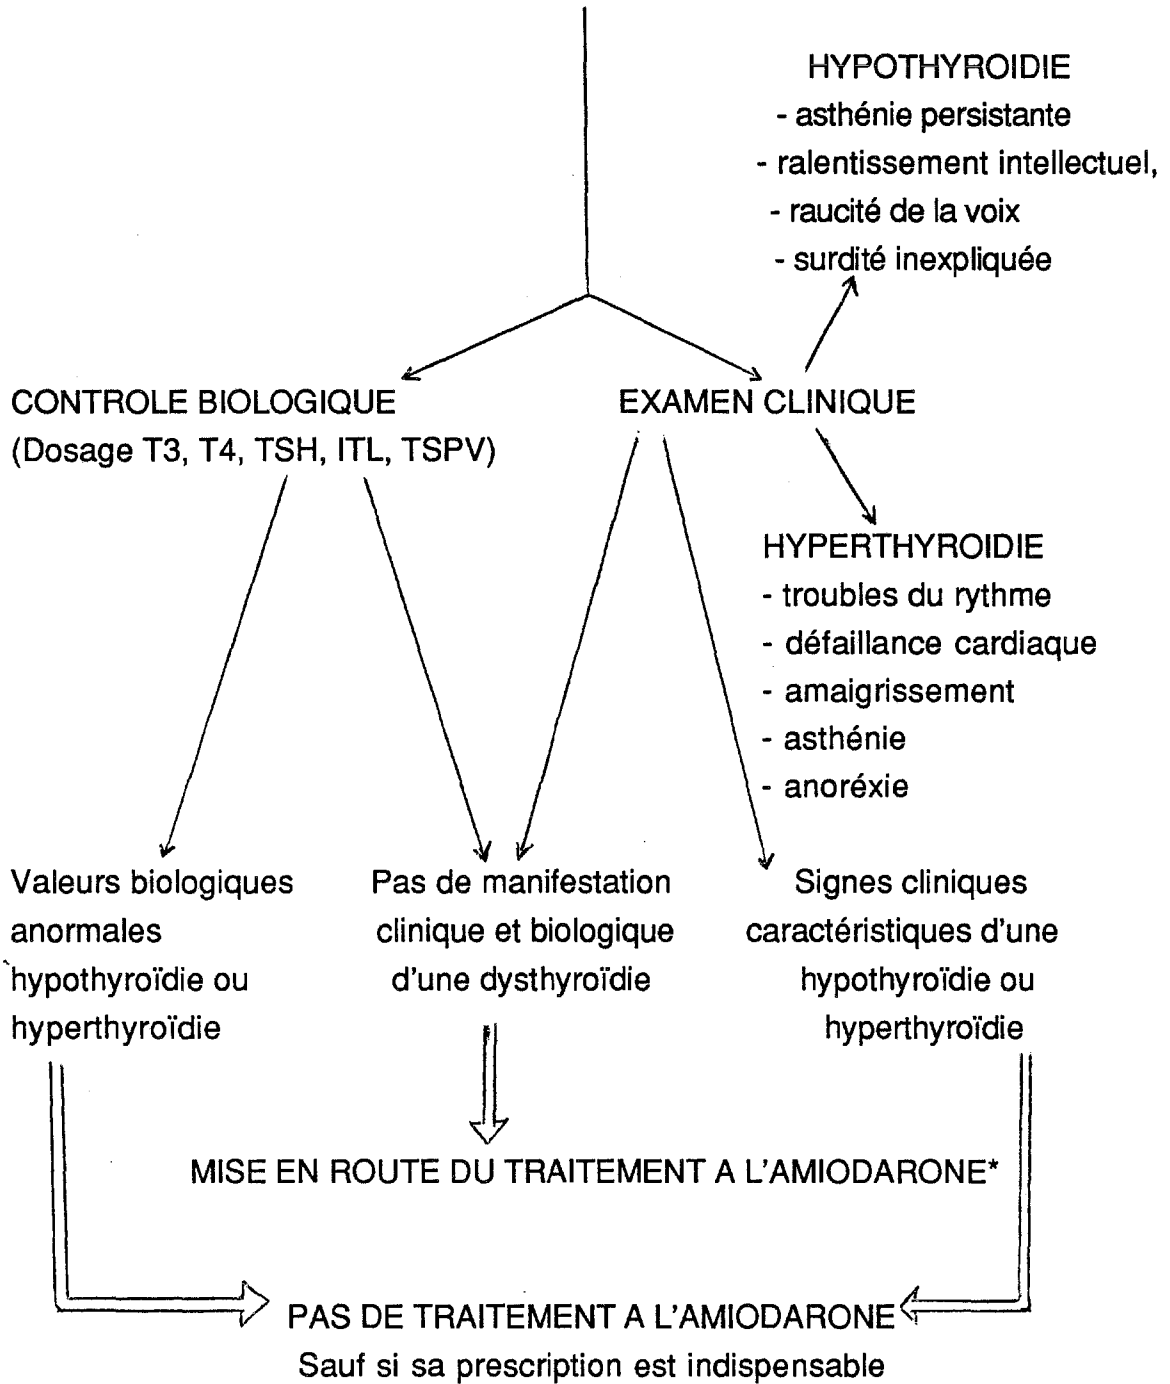 HYPOTHYROIDIE
- asthénie persistante
- ralentissement intellectuel,
- raucité de la voix
- surdité inexpliquée
CONTROLE BIOLOGIQUE
(Dosage T3, T4, TSH, ITL, TSPV)
EXAMEN CLINIQUE
HYPERTHYROIDIE
- troubles du rythme
- défaillance cardiaque
- amaigrissement
- asthénie
- anoréxie
Valeurs biologiques
anormales
hypothyroïdie ou
hyperthyroïdie
Pas de manifestation
clinique et biologique
d'une dysthyroïdie
Signes cliniques
caractéristiques d'une
hypothyroïdie ou
hyperthyroïdie
MISE EN ROUTE DU TRAITEMENT A L'AMIODARONE*
PAS DE TRAITEMENT A L'AMIODARONE
Sauf si sa prescription est indispensable